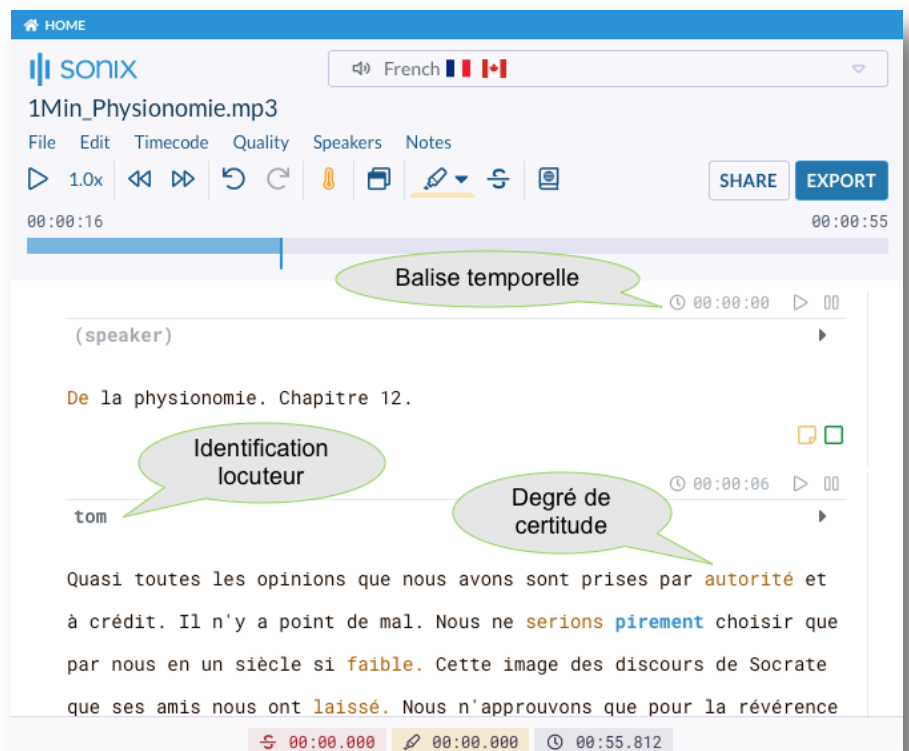 HOME
sonix
French
1Min_Physionomie.mp3
File Edit Timecode Quality Speakers Notes
1.0x
SHARE EXPORT
00:00:16 00:00:55
Balise temporelle
00:00:00
(speaker)
De la physionomie. Chapitre 12.
Identification
locuteur
00:00:06
Degré de
certitude
tom
Quasi toutes les opinions que nous avons sont prises par autorité et
à crédit. Il n'y a point de mal. Nous ne serions pirement choisir que
par nous en un siècle si faible. Cette image des discours de Socrate
que ses amis nous ont laissé. Nous n'approuvons que pour la révérence
00:00.000 00:00.000 00:55.812